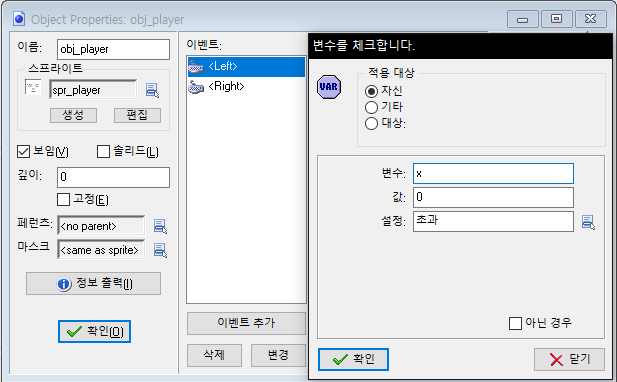 Object Properties: obj_player
이름:
obj_player
스프라이트
spr_player
생성
편집
보임(V)
솔리드(L)
깊이:
0
고정(E)
페런츠:
<no parent>
마스크
<same as sprite>
정보 출력(I)
확인(O)
이벤트:
<Left>
<Right>
이벤트 추가
삭제
변경
변수를 체크합니다.
VAR
적용 대상
자신
기타
대상:
변수:
x
값:
0
설정:
초과
아닌 경우
확인
닫기